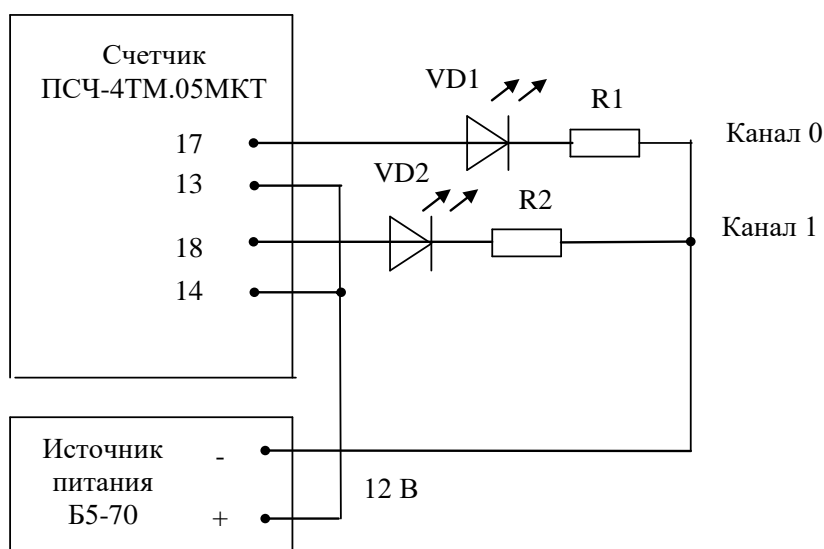 Счетчик
ПСЧ-4ТМ.05МКТ
VD1
R1
Канал 0
17
13
VD2
R2
Канал 1
18
14
Источник
питания
Б5-70
-
+
12 В